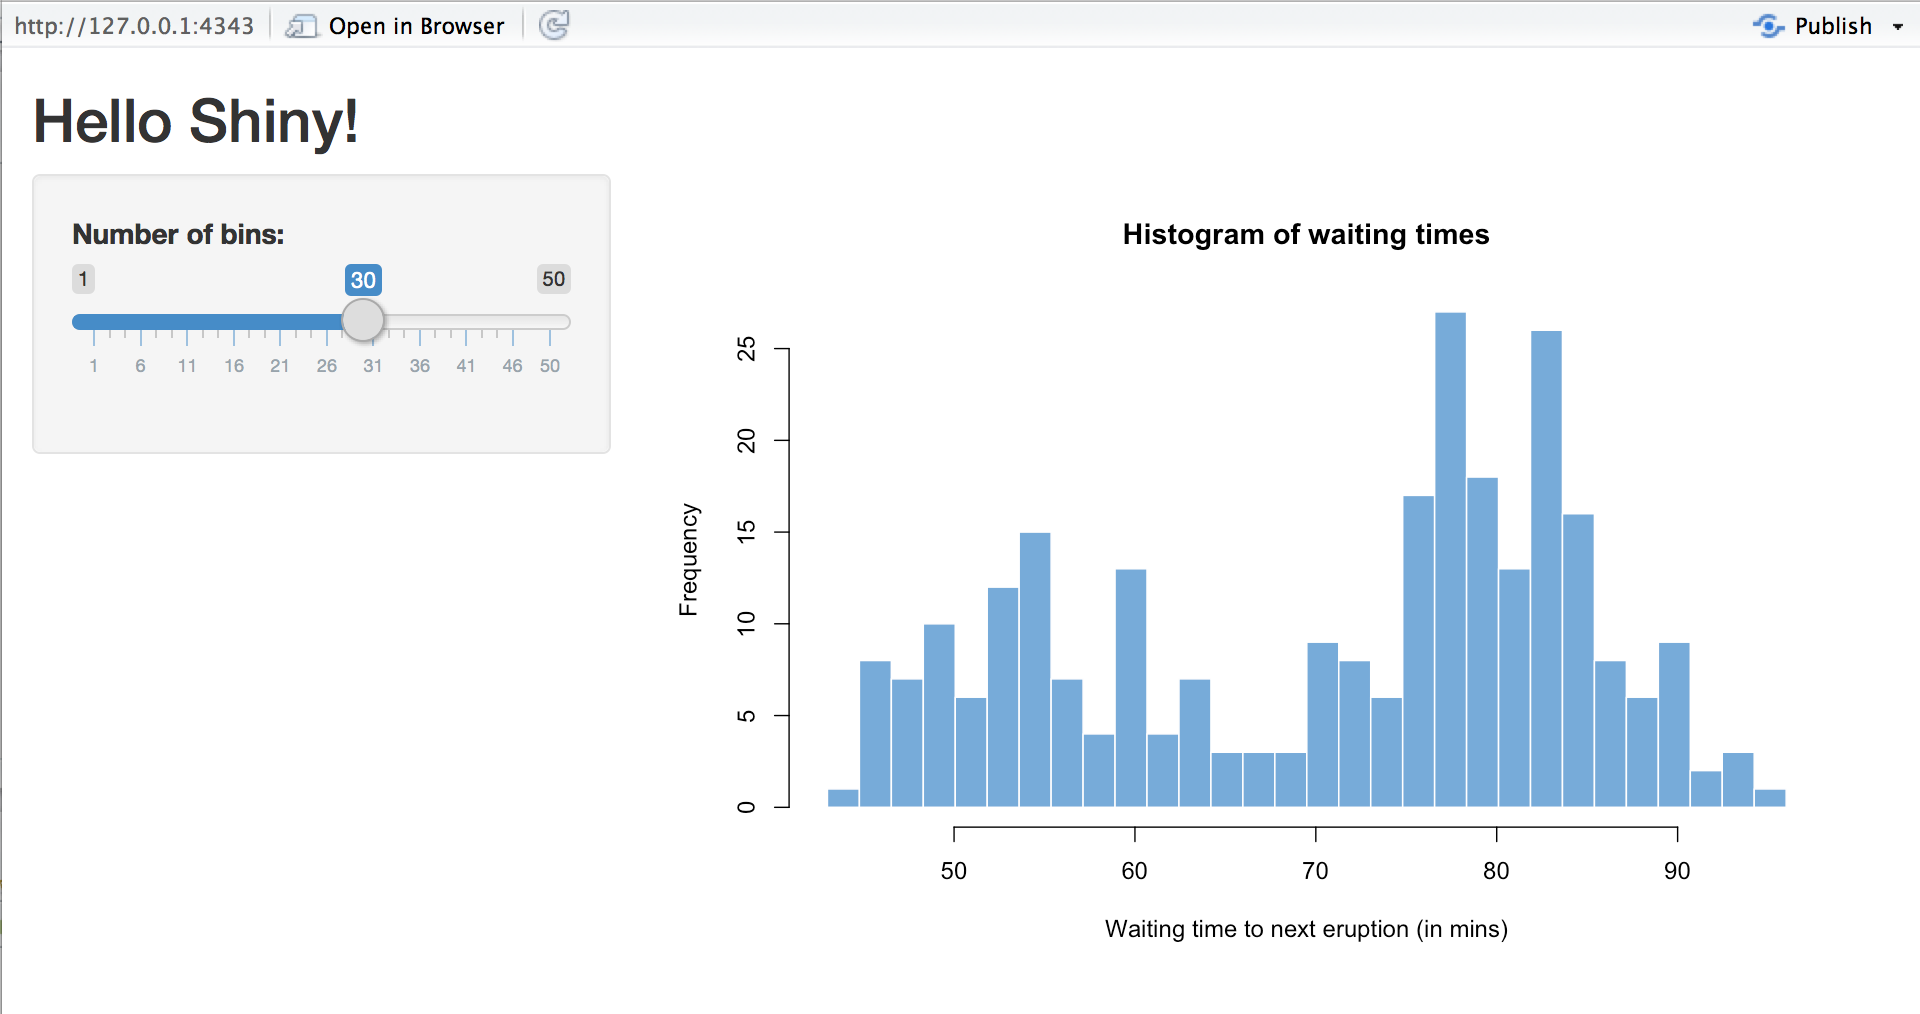 http://127.0.0.1:4343 Open in Browser Publish
Hello Shiny!
Number of bins:
1 30 50
1 6 11 16 21 26 31 36 41 46 50
Histogram of waiting times
Frequency
25
20
15
10
5
0
50 60 70 80 90
Waiting time to next eruption (in mins)